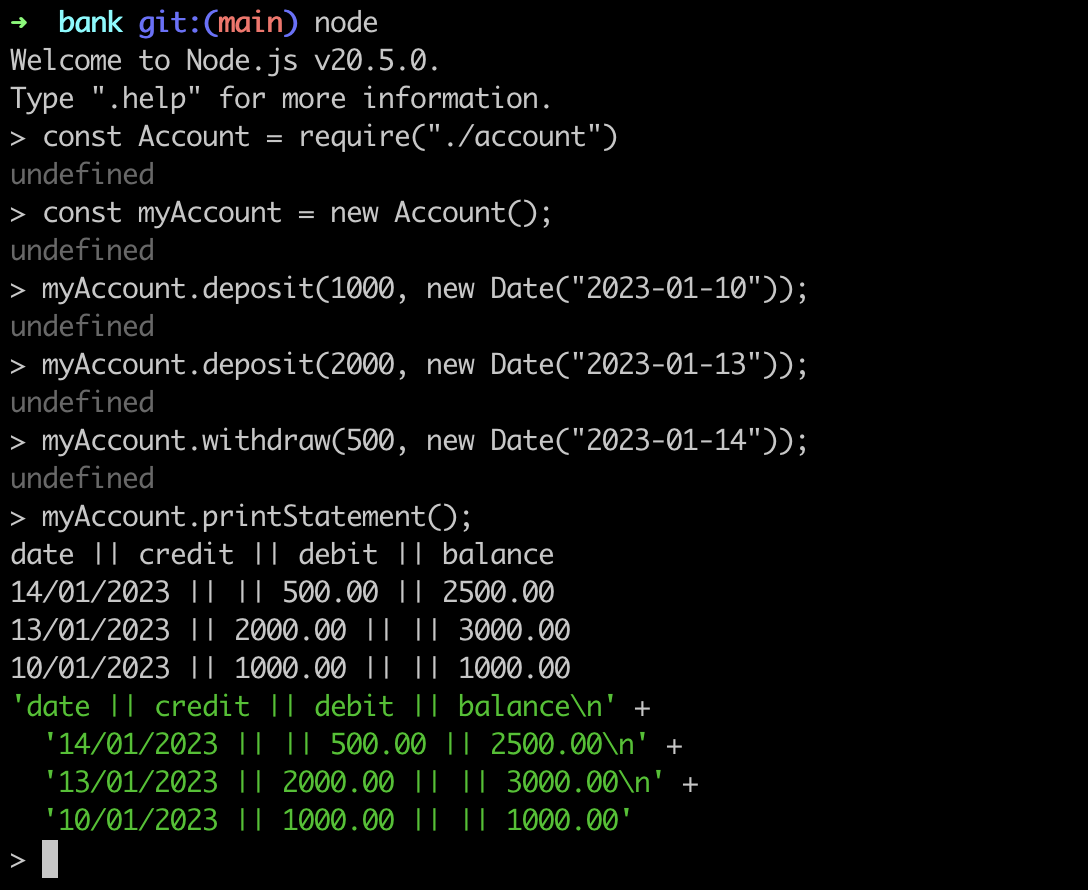 ➜  bank git:(main) node
Welcome to Node.js v20.5.0.
Type ".help" for more information.
> const Account = require("./account")
undefined
> const myAccount = new Account();
undefined
> myAccount.deposit(1000, new Date("2023-01-10"));
undefined
> myAccount.deposit(2000, new Date("2023-01-13"));
undefined
> myAccount.withdraw(500, new Date("2023-01-14"));
undefined
> myAccount.printStatement();
date || credit || debit || balance
14/01/2023 || || 500.00 || 2500.00
13/01/2023 || 2000.00 || || 3000.00
10/01/2023 || 1000.00 || || 1000.00
'date || credit || debit || balance\n' +
  '14/01/2023 || || 500.00 || 2500.00\n' +
  '13/01/2023 || 2000.00 || || 3000.00\n' +
  '10/01/2023 || 1000.00 || || 1000.00'
>